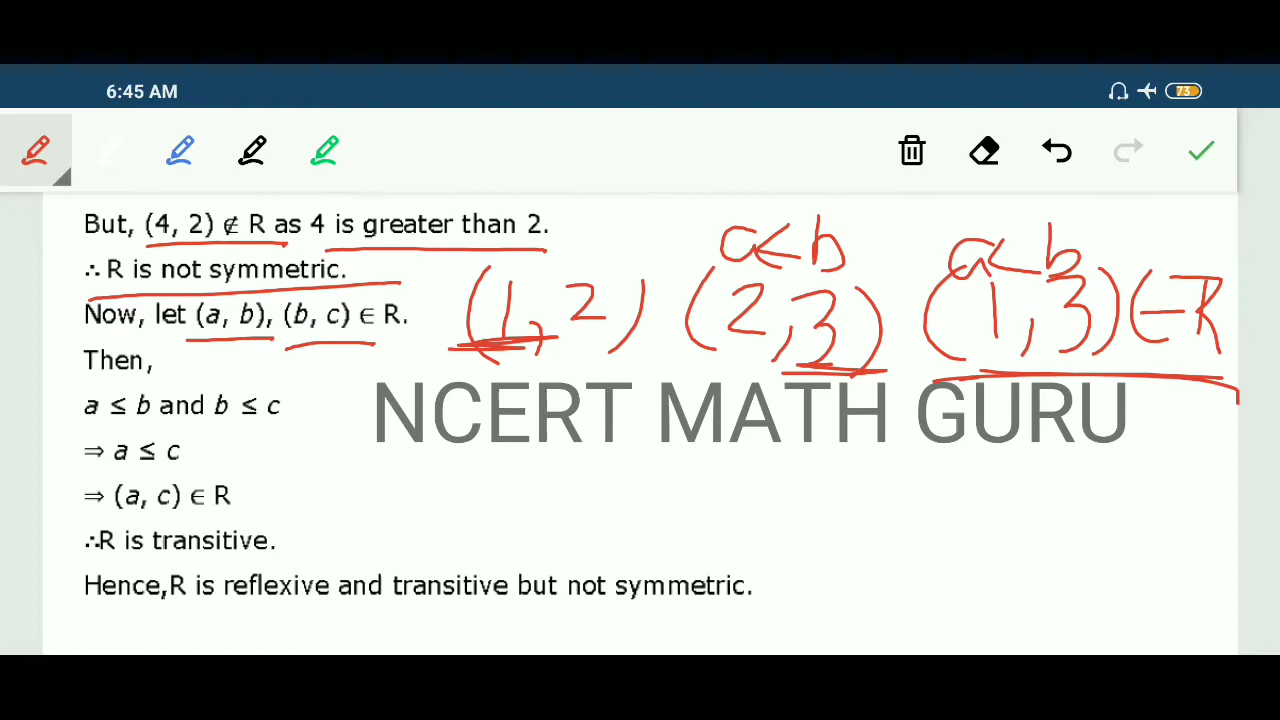 6:45 AM
73
But, (4, 2) ∉ R as 4 is greater than 2.
∴ R is not symmetric.
a<b a<b
(1, 2) (2,3) (1,3)∈R
Now, let (a, b), (b, c) ∈ R.
Then,
NCERT MATH GURU
a ≤ b and b ≤ c
⇒ a ≤ c
⇒ (a, c) ∈ R
∴R is transitive.
Hence,R is reflexive and transitive but not symmetric.